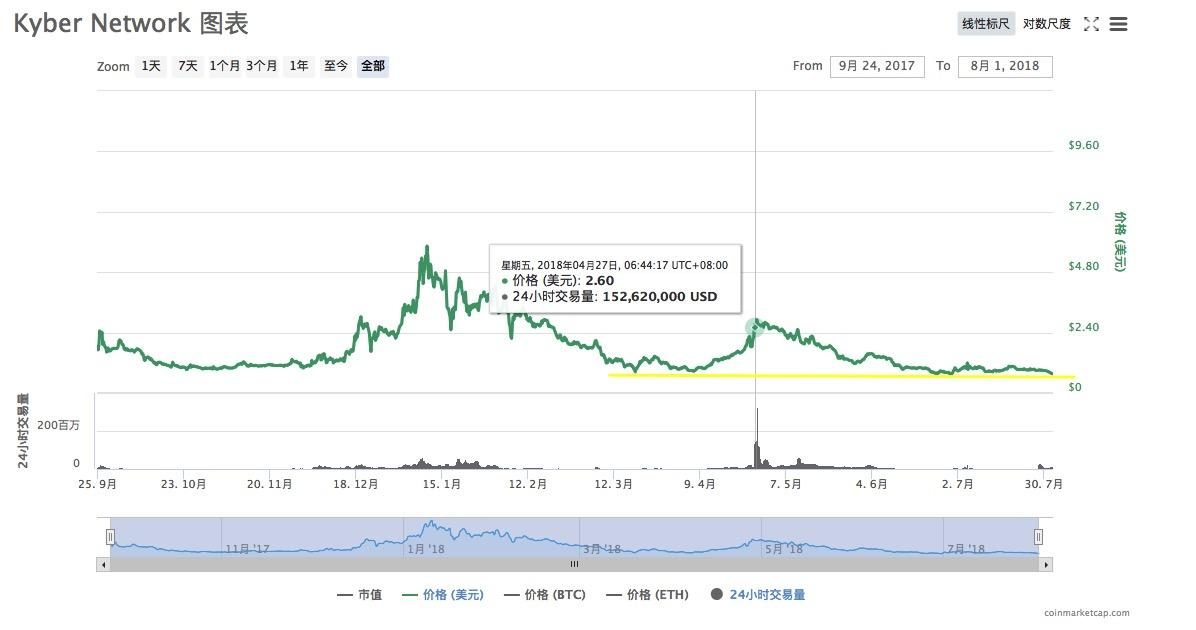 Kyber Network 图表
线性标尺 对数尺度
Zoom 1天 7天 1个月 3个月 1年 至今 全部
From 9月 24, 2017 To 8月 1, 2018
$9.60
$7.20
$4.80
$2.40
$0
价格 (美元)
星期五, 2018年04月27日, 06:44:17 UTC+08:00
● 价格 (美元): 2.60
● 24小时交易量: 152,620,000 USD
24小时交易量
200百万
0
25. 9月 23. 10月 20. 11月 18. 12月 15. 1月 12. 2月 12. 3月 9. 4月 7. 5月 4. 6月 2. 7月 30. 7月
11月 '17 1月 '18 3月 '18 5月 '18 7月 '18
市值 价格 (美元) 价格 (BTC) 价格 (ETH) 24小时交易量
coinmarketcap.com